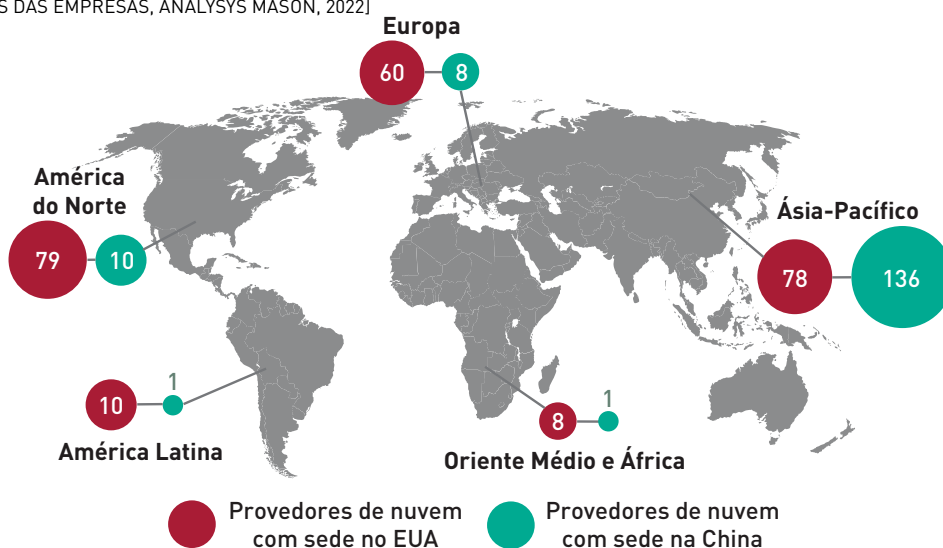 S DAS EMPRESAS, ANALYSYS MASON, 2022]
Europa
60
8
América
do Norte
79
10
Ásia-Pacífico
78
136
1
10
América Latina
1
8
Oriente Médio e África
Provedores de nuvem
com sede no EUA
Provedores de nuvem
com sede na China